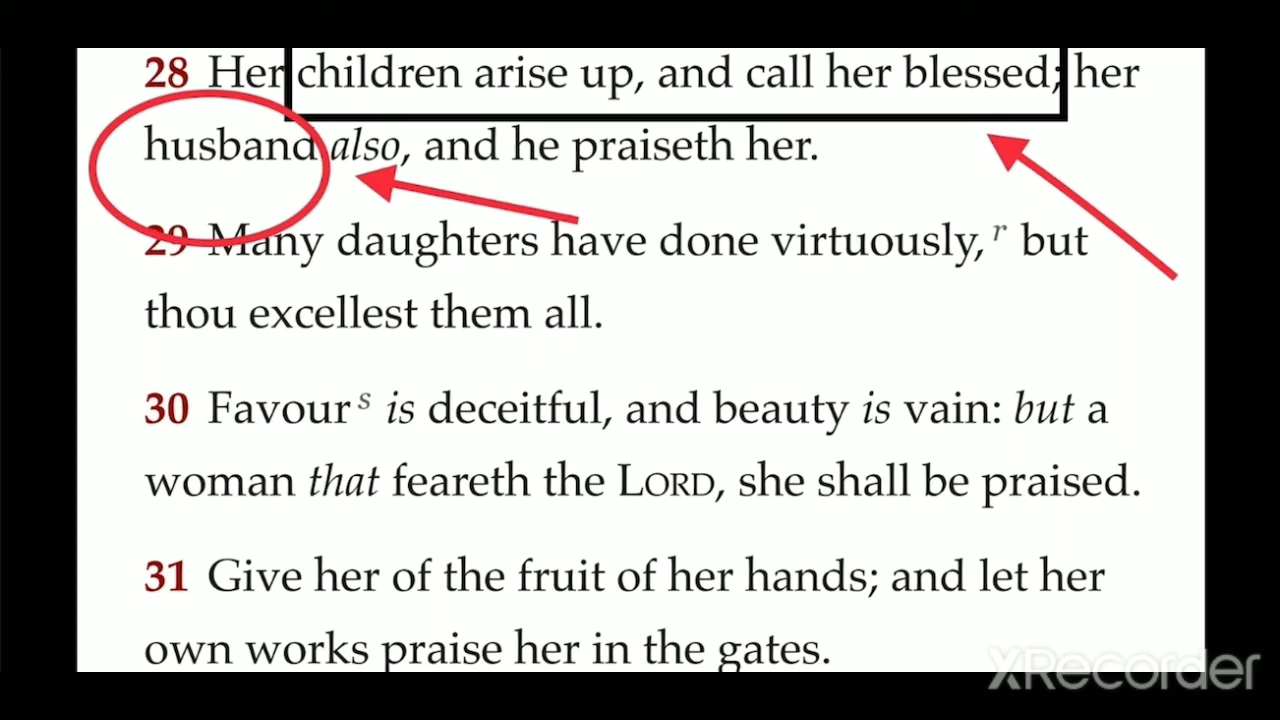 28 Her children arise up, and call her blessed; her
husband also, and he praiseth her.
29 Many daughters have done virtuously, r but
thou excellest them all.
30 Favour s is deceitful, and beauty is vain: but a
woman that feareth the LORD, she shall be praised.
31 Give her of the fruit of her hands; and let her
own works praise her in the gates.
XRecorder